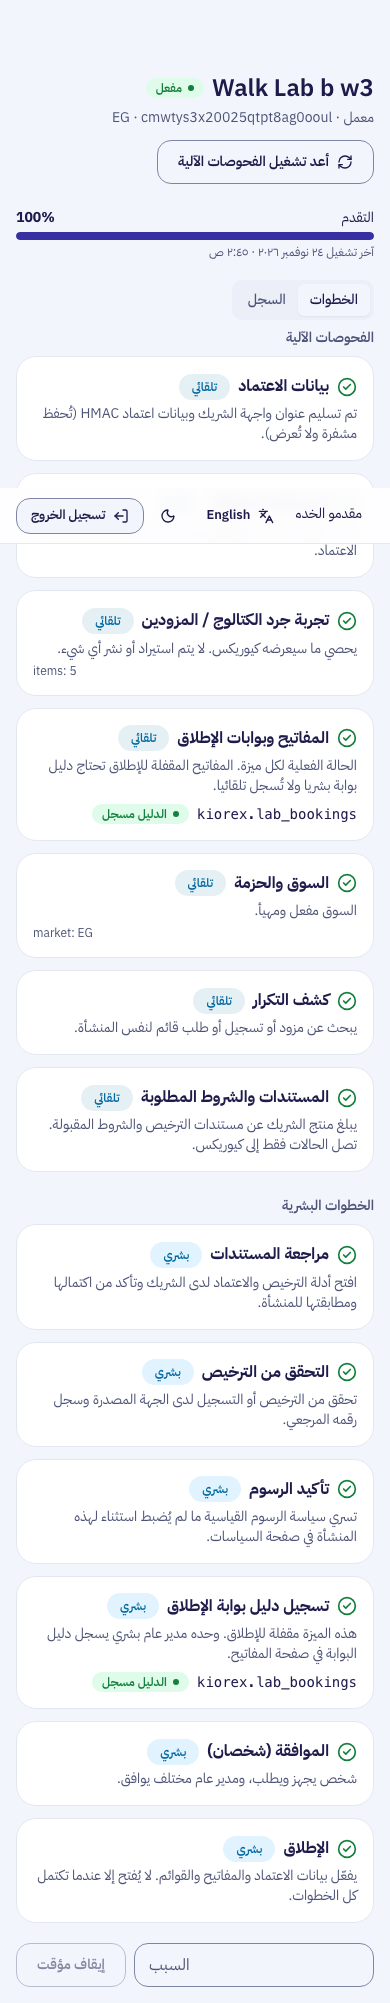 Walk Lab b w3 مفعل
معمل · EG · cmwtys3x20025qtpt8ag0ooul
أعد تشغيل الفحوصات الآلية
التقدم 100%
آخر تشغيل ٢٤ نوفمبر ٢٠٢٦ · ٢:٤٥ ص
الخطوات السجل
الفحوصات الآلية
بيانات الاعتماد تلقائي
تم تسليم عنوان واجهة الشريك وبيانات اعتماد HMAC (تُحفظ
مشفرة ولا تُعرض).
مقدمو الخدمة English تسجيل الخروج
الاعتماد.
تجربة جرد الكتالوج / المزودين تلقائي
يحصي ما سيعرضه كيوريكس. لا يتم استيراد أو نشر أي شيء.
items: 5
المفاتيح وبوابات الإطلاق تلقائي
الحالة الفعلية لكل ميزة. المفاتيح المقفلة للإطلاق تحتاج دليل
بوابة بشريا ولا تُسجل تلقائيا.
kiorex.lab_bookings الدليل مسجل
السوق والحزمة تلقائي
السوق مفعل ومهيأ.
market: EG
كشف التكرار تلقائي
يبحث عن مزود أو تسجيل أو طلب قائم لنفس المنشأة.
المستندات والشروط المطلوبة تلقائي
يبلغ منتج الشريك عن مستندات الترخيص والشروط المقبولة.
تصل الحالات فقط إلى كيوريكس.
الخطوات البشرية
مراجعة المستندات بشري
افتح أدلة الترخيص والاعتماد لدى الشريك وتأكد من اكتمالها
ومطابقتها للمنشأة.
التحقق من الترخيص بشري
تحقق من الترخيص أو التسجيل لدى الجهة المصدرة وسجل
رقمه المرجعي.
تأكيد الرسوم بشري
تسري سياسة الرسوم القياسية ما لم يُضبط استثناء لهذه
المنشأة في صفحة السياسات.
تسجيل دليل بوابة الإطلاق بشري
هذه الميزة مقفلة للإطلاق. وحده مدير عام بشري يسجل دليل
البوابة في صفحة المفاتيح.
kiorex.lab_bookings الدليل مسجل
الموافقة (شخصان) بشري
شخص يجهز ويطلب، ومدير عام مختلف يوافق.
الإطلاق بشري
يفعّل بيانات الاعتماد والمفاتيح والقوائم. لا يُفتح إلا عندما تكتمل
كل الخطوات.
السبب إيقاف مؤقت